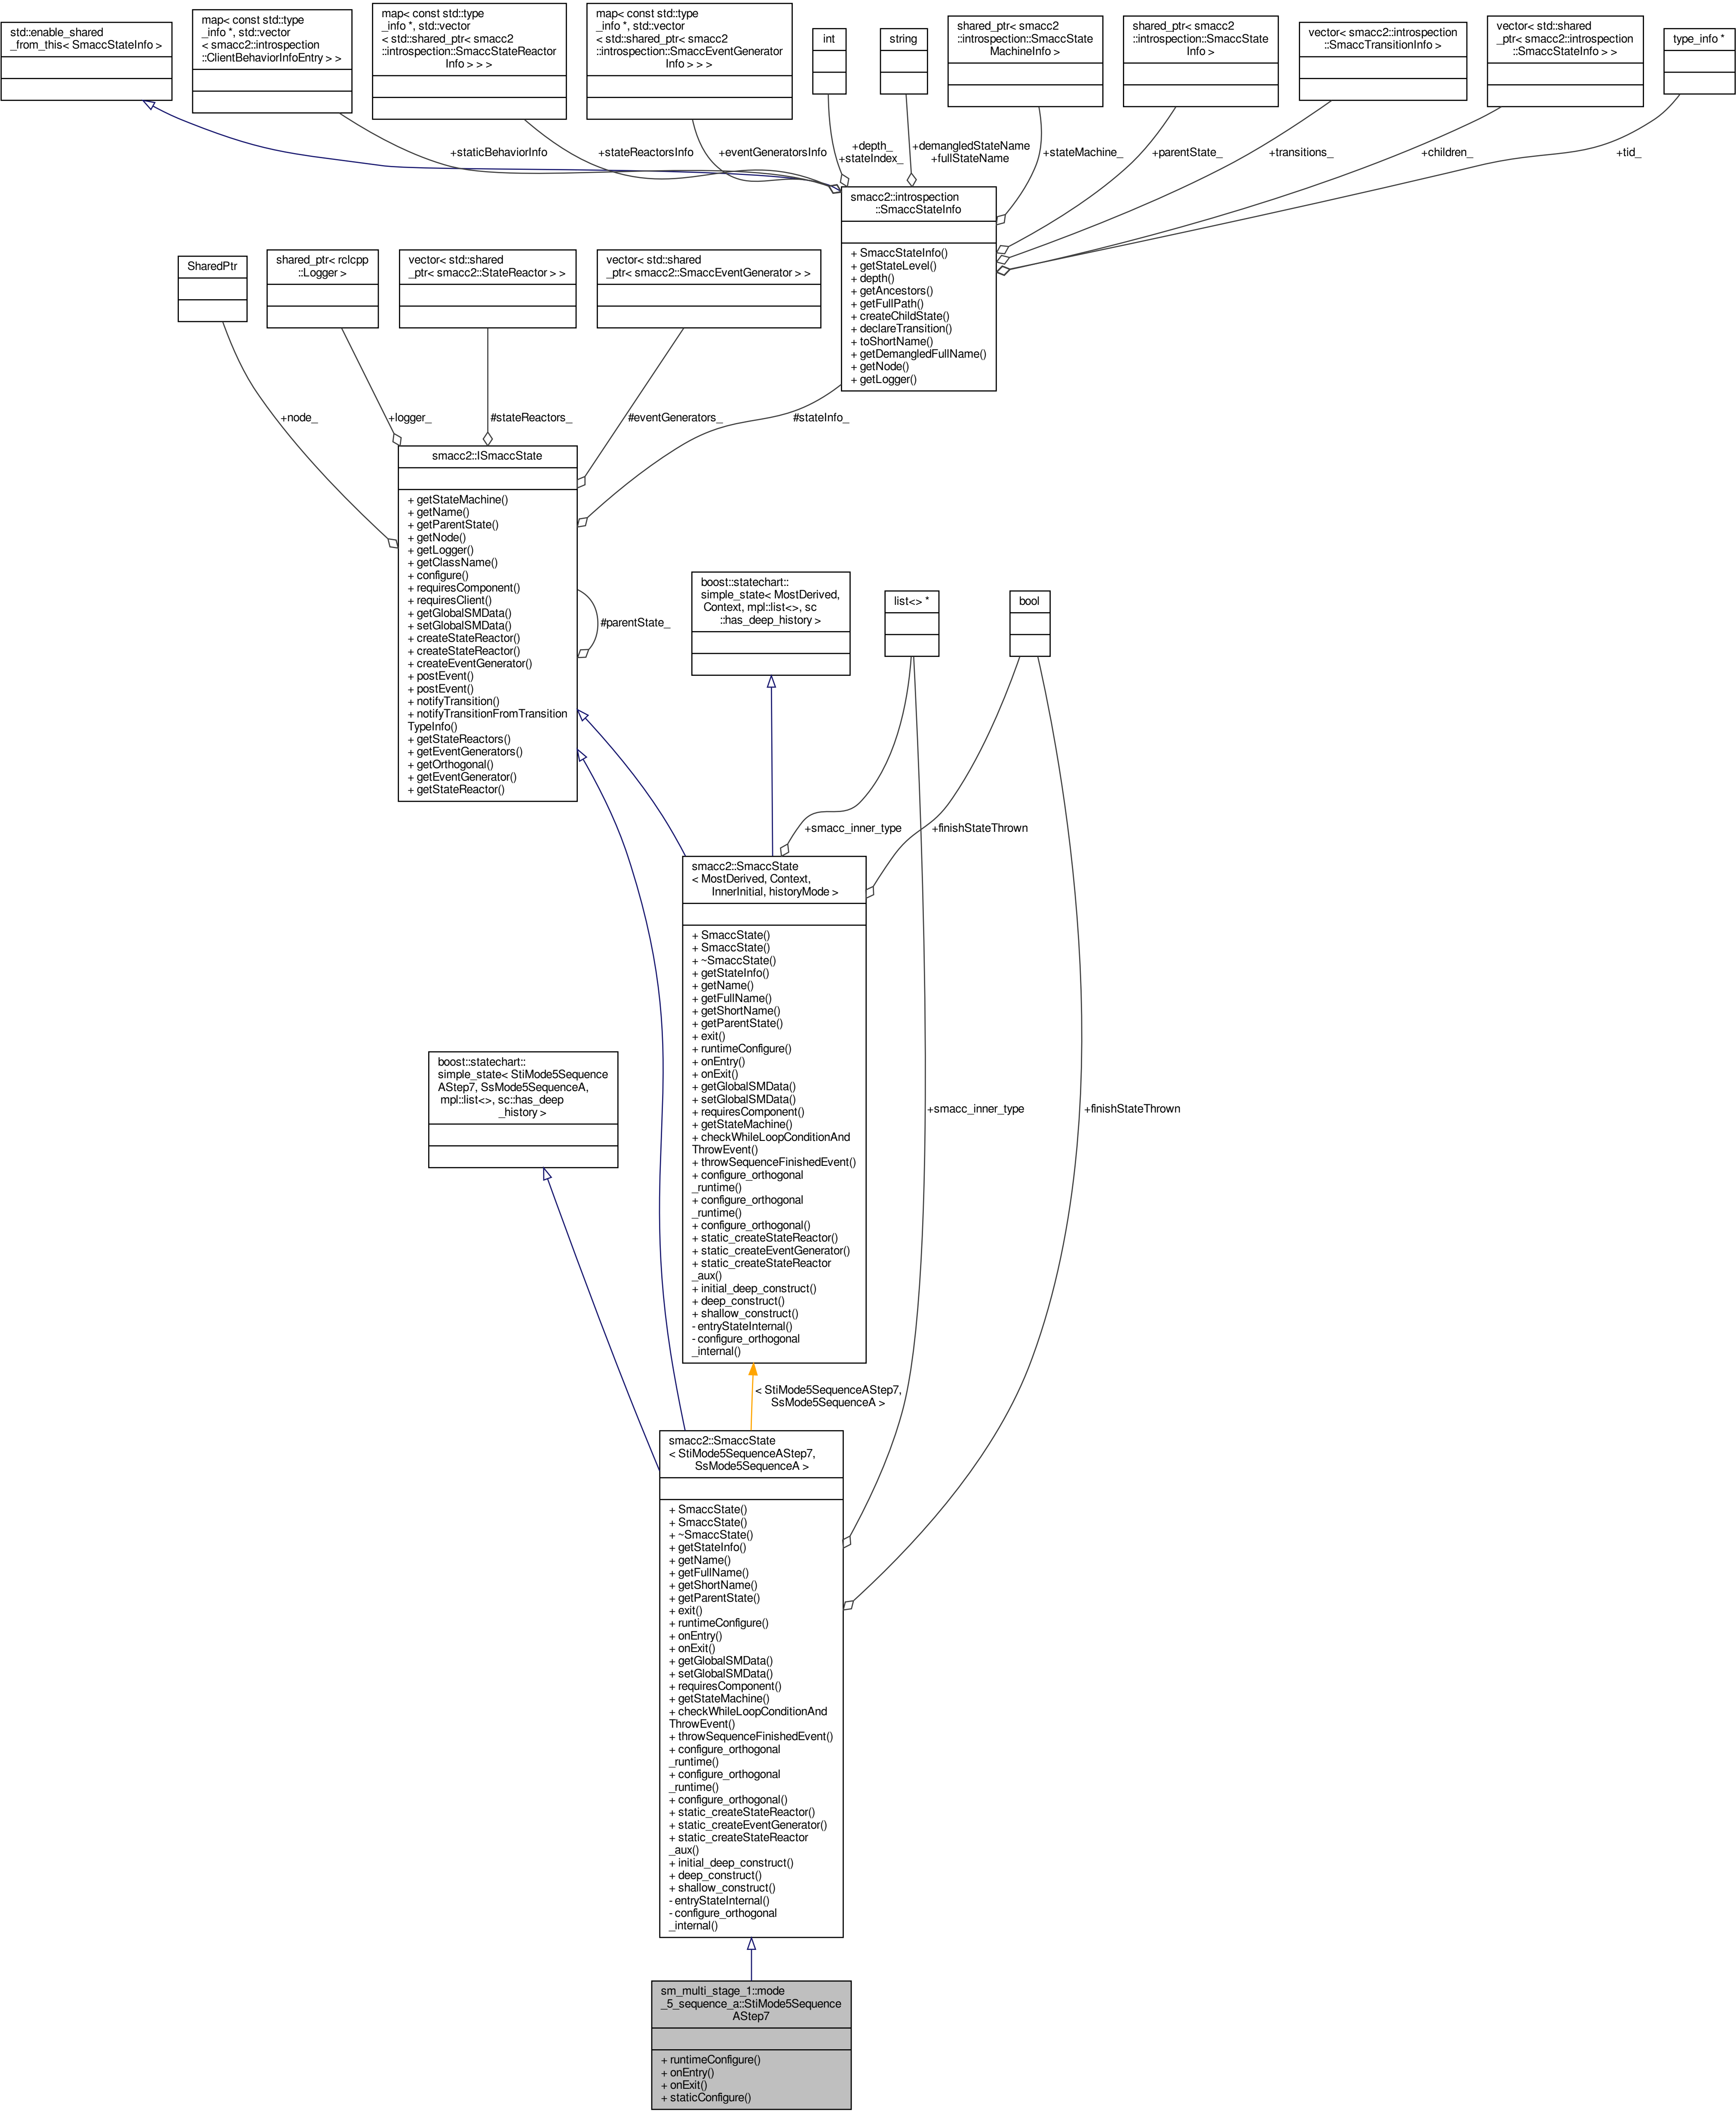 std::enable_shared
_from_this< SmaccStateInfo >
map< const std::type
_info *, std::vector
< smacc2::introspection
::ClientBehaviorInfoEntry > >
map< const std::type
_info *, std::vector
< std::shared_ptr< smacc2
::introspection::SmaccStateReactor
Info > > >
map< const std::type
_info *, std::vector
< std::shared_ptr< smacc2
::introspection::SmaccEventGenerator
Info > > >
int
string
shared_ptr< smacc2
::introspection::SmaccState
MachineInfo >
shared_ptr< smacc2
::introspection::SmaccState
Info >
vector< smacc2::introspection
::SmaccTransitionInfo >
vector< std::shared
_ptr< smacc2::introspection
::SmaccStateInfo > >
type_info *
+staticBehaviorInfo
+stateReactorsInfo
+eventGeneratorsInfo
+depth_
+stateIndex_
+demangledStateName
+fullStateName
+stateMachine_
+parentState_
+transitions_
+children_
+tid_
smacc2::introspection
::SmaccStateInfo
+ SmaccStateInfo()
+ getStateLevel()
+ depth()
+ getAncestors()
+ getFullPath()
+ createChildState()
+ declareTransition()
+ toShortName()
+ getDemangledFullName()
+ getNode()
+ getLogger()
SharedPtr
shared_ptr< rclcpp
::Logger >
vector< std::shared
_ptr< smacc2::StateReactor > >
vector< std::shared
_ptr< smacc2::SmaccEventGenerator > >
+node_
+logger_
#stateReactors_
#eventGenerators_
#stateInfo_
smacc2::ISmaccState
+ getStateMachine()
+ getName()
+ getParentState()
+ getNode()
+ getLogger()
+ getClassName()
+ configure()
+ requiresComponent()
+ requiresClient()
+ getGlobalSMData()
+ setGlobalSMData()
+ createStateReactor()
+ createStateReactor()
+ createEventGenerator()
+ postEvent()
+ postEvent()
+ notifyTransition()
+ notifyTransitionFromTransition
TypeInfo()
+ getStateReactors()
+ getEventGenerators()
+ getOrthogonal()
+ getEventGenerator()
+ getStateReactor()
#parentState_
boost::statechart::
simple_state< MostDerived,
Context, mpl::list<>, sc
::has_deep_history >
list<> *
bool
+smacc_inner_type
+finishStateThrown
smacc2::SmaccState
< MostDerived, Context,
InnerInitial, historyMode >
+ SmaccState()
+ SmaccState()
+ ~SmaccState()
+ getStateInfo()
+ getName()
+ getFullName()
+ getShortName()
+ getParentState()
+ exit()
+ runtimeConfigure()
+ onEntry()
+ onExit()
+ getGlobalSMData()
+ setGlobalSMData()
+ requiresComponent()
+ getStateMachine()
+ checkWhileLoopConditionAnd
ThrowEvent()
+ throwSequenceFinishedEvent()
+ configure_orthogonal
_runtime()
+ configure_orthogonal
_runtime()
+ configure_orthogonal()
+ static_createStateReactor()
+ static_createEventGenerator()
+ static_createStateReactor
_aux()
+ initial_deep_construct()
+ deep_construct()
+ shallow_construct()
- entryStateInternal()
- configure_orthogonal
_internal()
boost::statechart::
simple_state< StiMode5Sequence
AStep7, SsMode5SequenceA,
mpl::list<>, sc::has_deep
_history >
+smacc_inner_type
+finishStateThrown
< StiMode5SequenceAStep7,
SsMode5SequenceA >
smacc2::SmaccState
< StiMode5SequenceAStep7,
SsMode5SequenceA >
+ SmaccState()
+ SmaccState()
+ ~SmaccState()
+ getStateInfo()
+ getName()
+ getFullName()
+ getShortName()
+ getParentState()
+ exit()
+ runtimeConfigure()
+ onEntry()
+ onExit()
+ getGlobalSMData()
+ setGlobalSMData()
+ requiresComponent()
+ getStateMachine()
+ checkWhileLoopConditionAnd
ThrowEvent()
+ throwSequenceFinishedEvent()
+ configure_orthogonal
_runtime()
+ configure_orthogonal
_runtime()
+ configure_orthogonal()
+ static_createStateReactor()
+ static_createEventGenerator()
+ static_createStateReactor
_aux()
+ initial_deep_construct()
+ deep_construct()
+ shallow_construct()
- entryStateInternal()
- configure_orthogonal
_internal()
sm_multi_stage_1::mode
_5_sequence_a::StiMode5Sequence
AStep7
+ runtimeConfigure()
+ onEntry()
+ onExit()
+ staticConfigure()